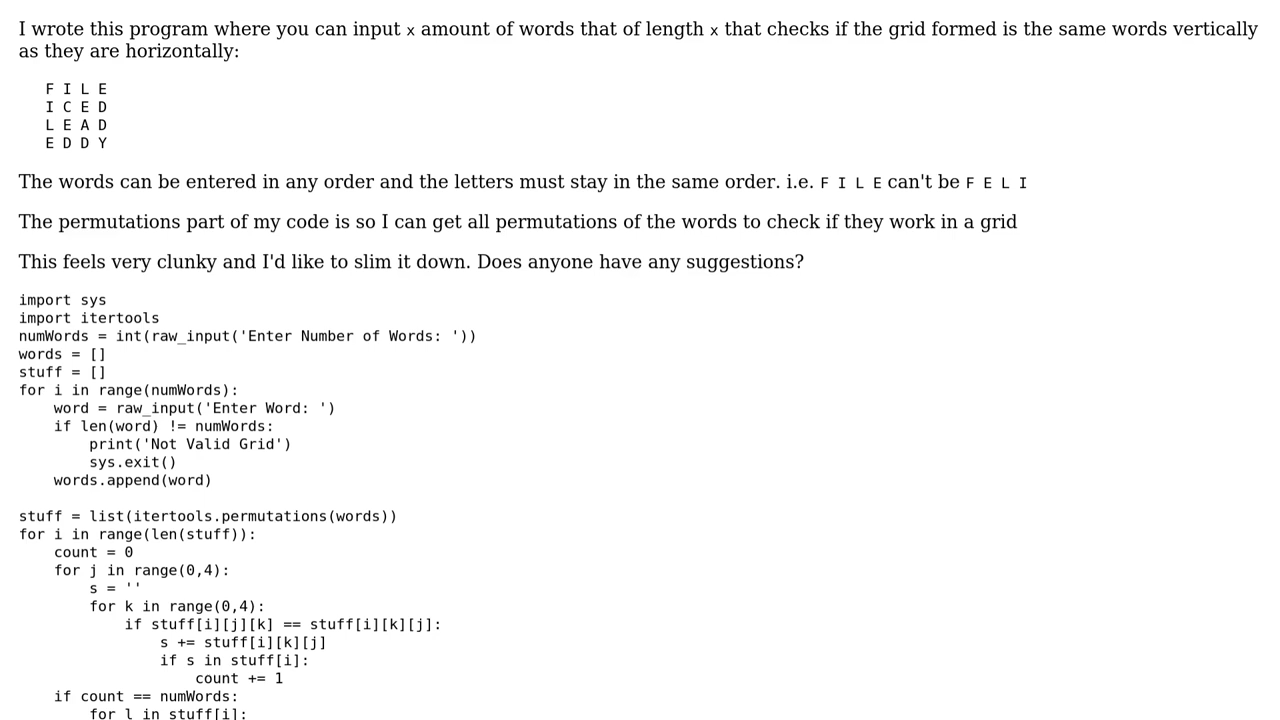 I wrote this program where you can input x amount of words that of length x that checks if the grid formed is the same words vertically
as they are horizontally:
F I L E
I C E D
L E A D
E D D Y
The words can be entered in any order and the letters must stay in the same order. i.e. F I L E can't be F E L I
The permutations part of my code is so I can get all permutations of the words to check if they work in a grid
This feels very clunky and I'd like to slim it down. Does anyone have any suggestions?
import sys
import itertools
numWords = int(raw_input('Enter Number of Words: '))
words = []
stuff = []
for i in range(numWords):
    word = raw_input('Enter Word: ')
    if len(word) != numWords:
        print('Not Valid Grid')
        sys.exit()
    words.append(word)
stuff = list(itertools.permutations(words))
for i in range(len(stuff)):
    count = 0
    for j in range(0,4):
        s = ''
        for k in range(0,4):
            if stuff[i][j][k] == stuff[i][k][j]:
                s += stuff[i][k][j]
                if s in stuff[i]:
                    count += 1
    if count == numWords:
        for l in stuff[i]: